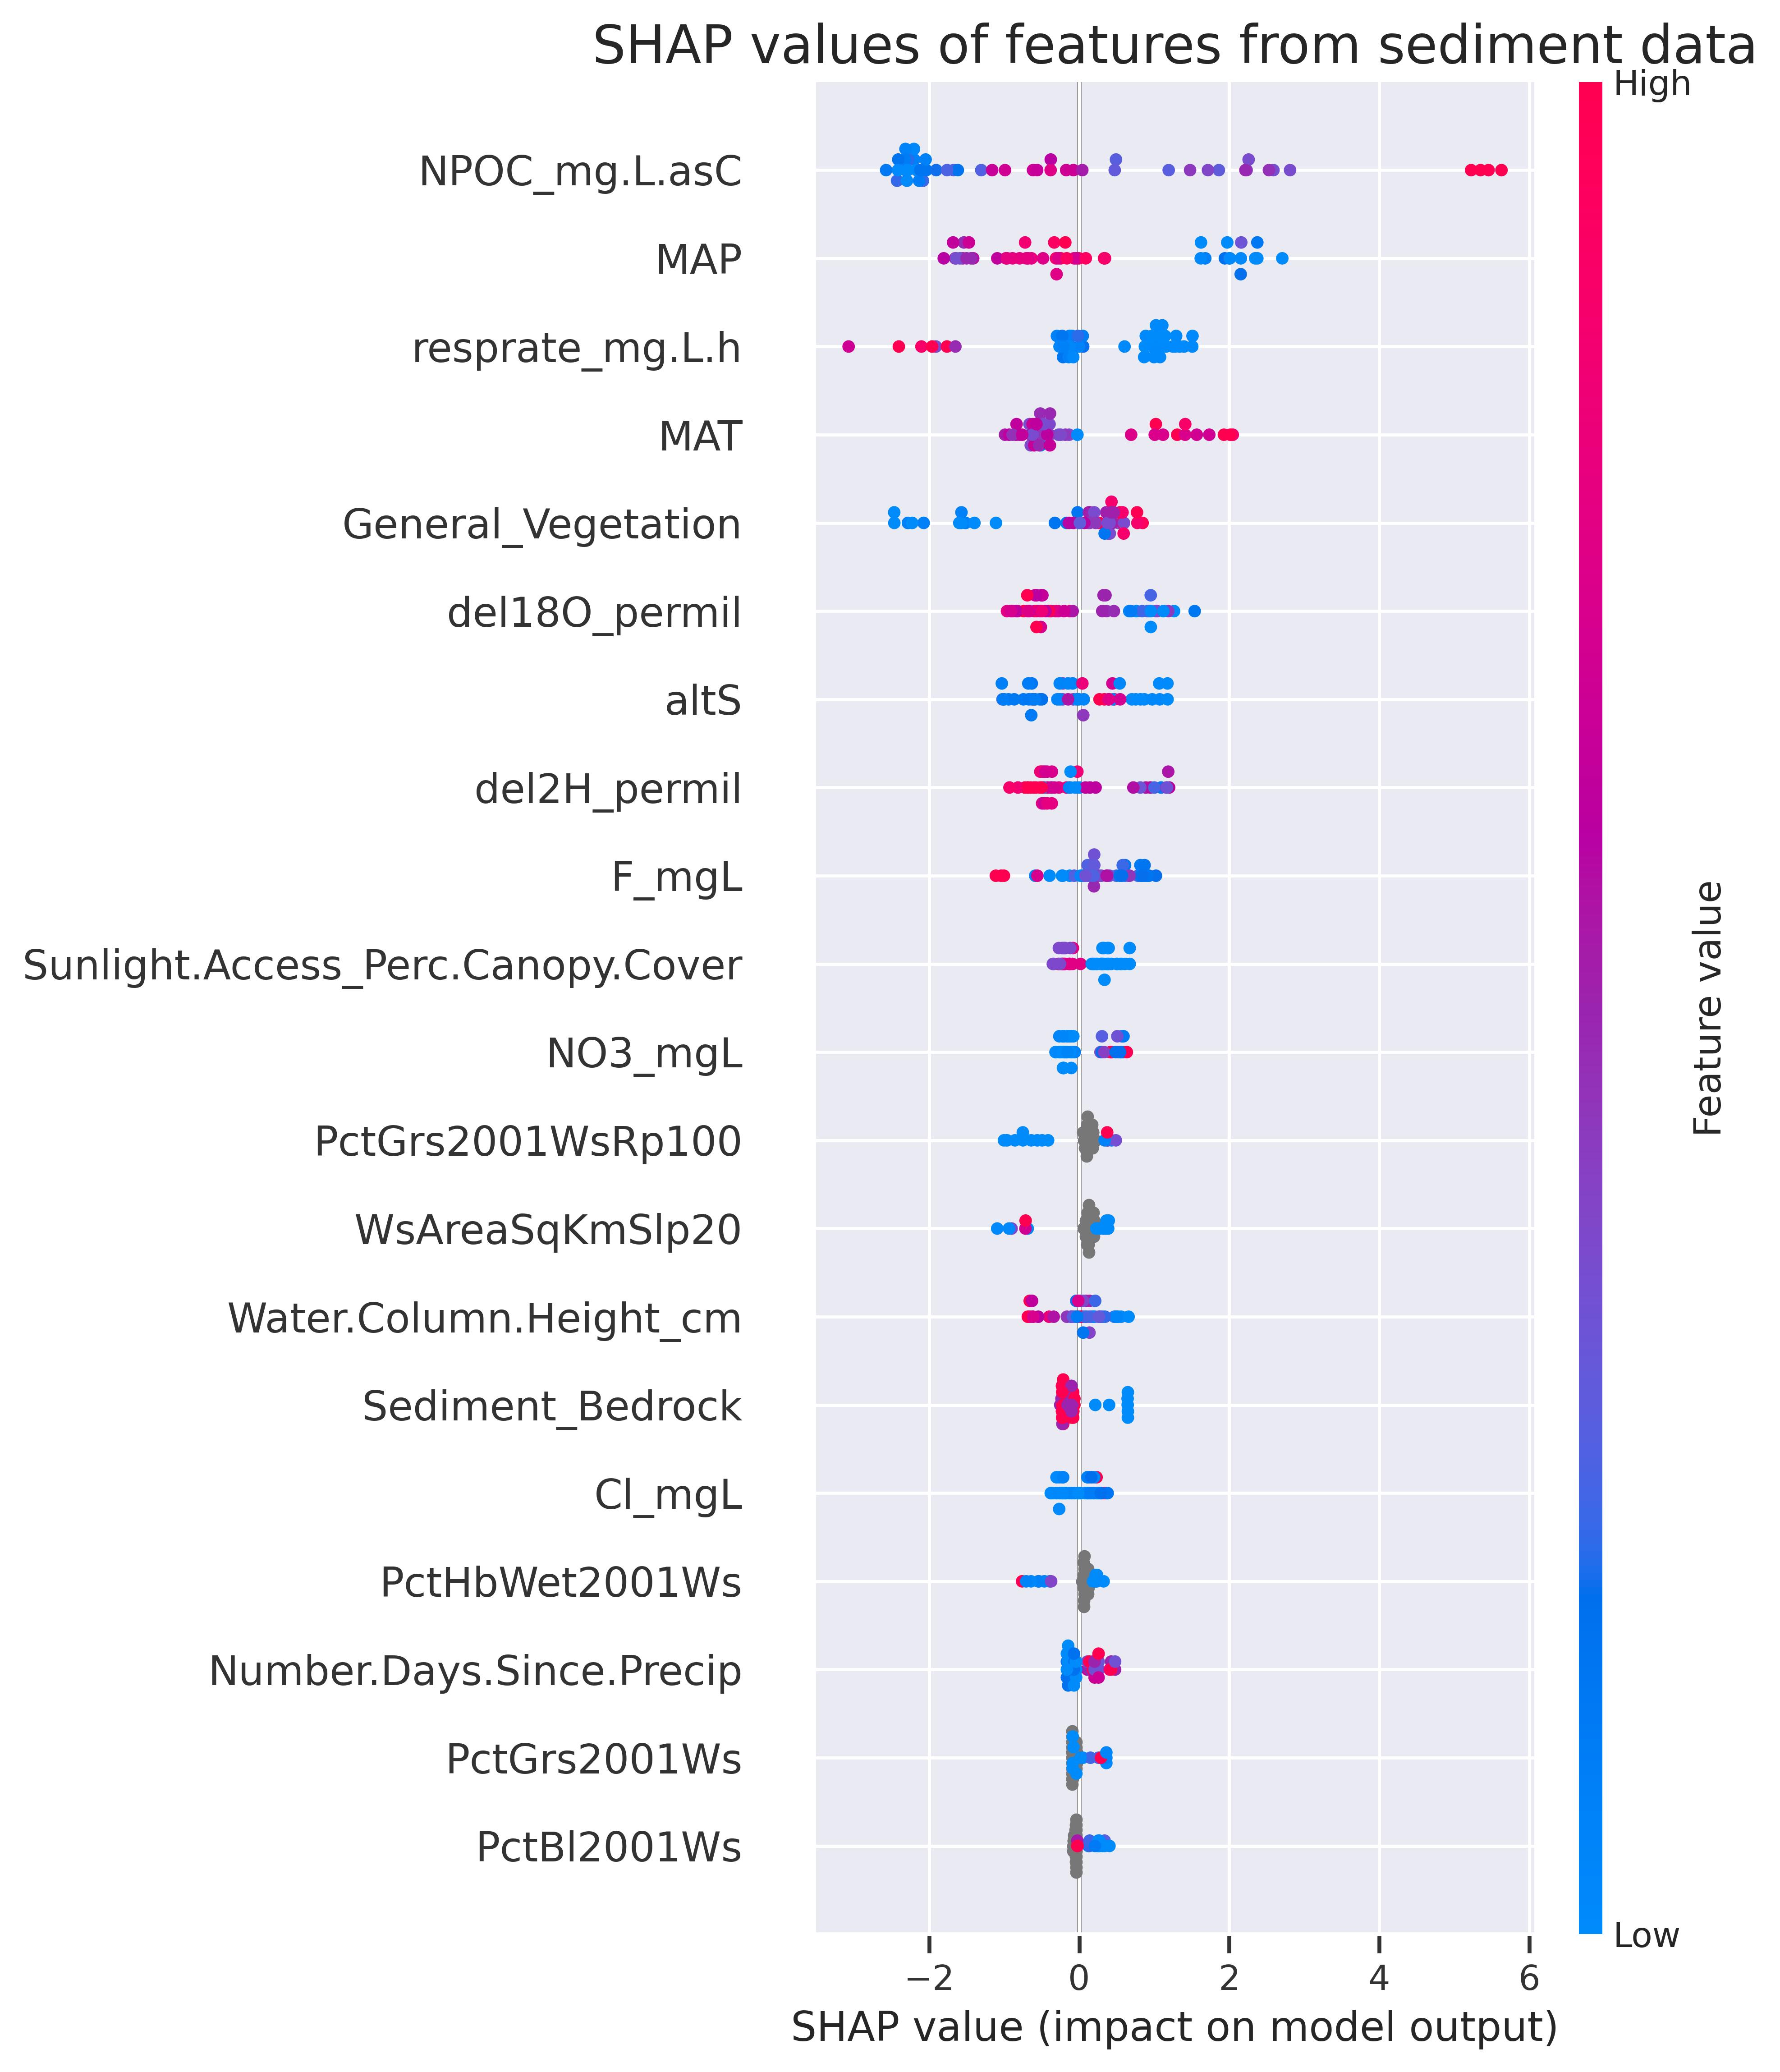 SHAP values of features from sediment data
High
NPOC_mg.L.asC
MAP
resprate_mg.L.h
MAT
General_Vegetation
del18O_permil
altS
del2H_permil
F_mgL
Sunlight.Access_Perc.Canopy.Cover
NO3_mgL
PctGrs2001WsRp100
WsAreaSqKmSlp20
Water.Column.Height_cm
Sediment_Bedrock
Cl_mgL
PctHbWet2001Ws
Number.Days.Since.Precip
PctGrs2001Ws
PctBl2001Ws
Feature value
Low
−2 0 2 4 6
SHAP value (impact on model output)